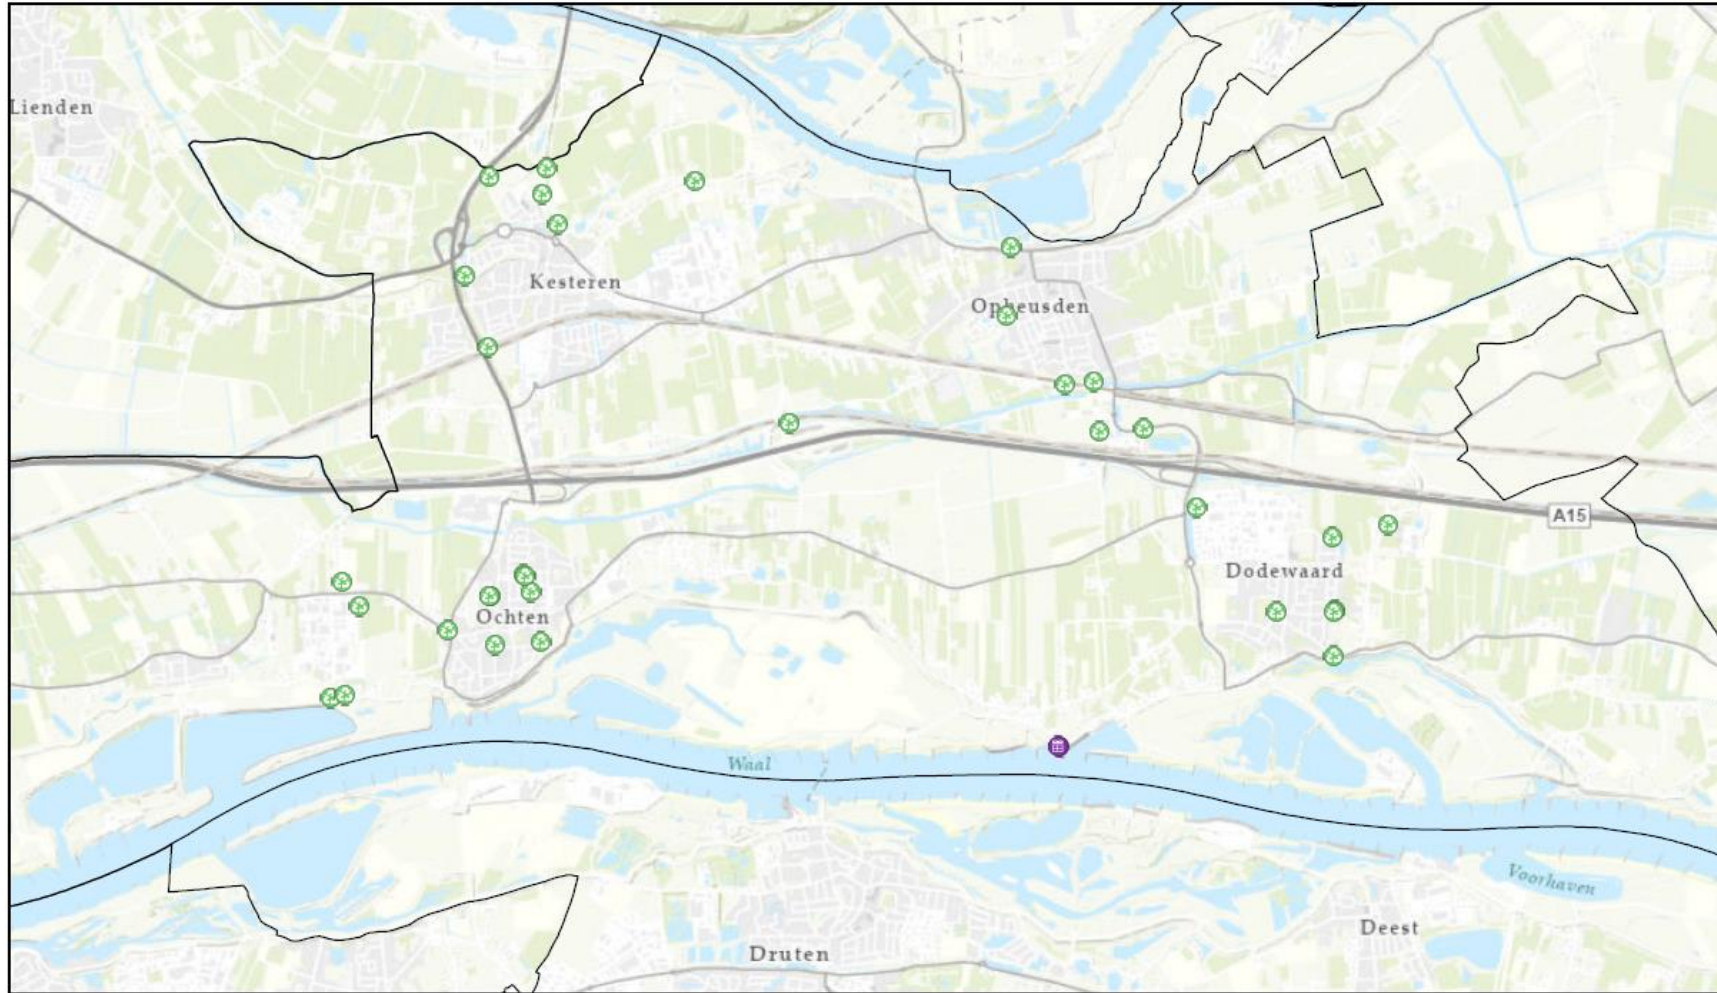 Lienden
Kesteren
Opheusden
A15
Dodewaard
Ochten
Waal
Voorhaven
Deest
Druten